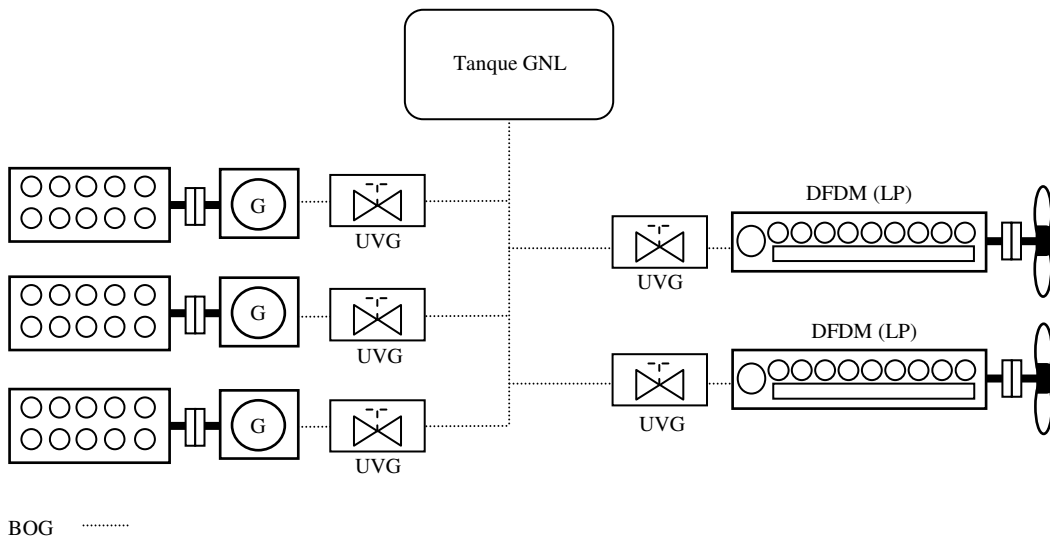 Tanque GNL
DFDM (LP)
G
UVG
UVG
G
UVG
DFDM (LP)
UVG
G
UVG
BOG